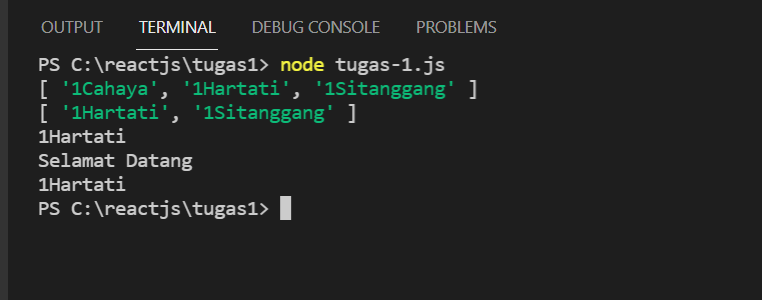 OUTPUT TERMINAL DEBUG CONSOLE PROBLEMS
PS C:\reactjs\tugas1> node tugas-1.js
[ '1Cahaya', '1Hartati', '1Sitanggang' ]
[ '1Hartati', '1Sitanggang' ]
1Hartati
Selamat Datang
1Hartati
PS C:\reactjs\tugas1>